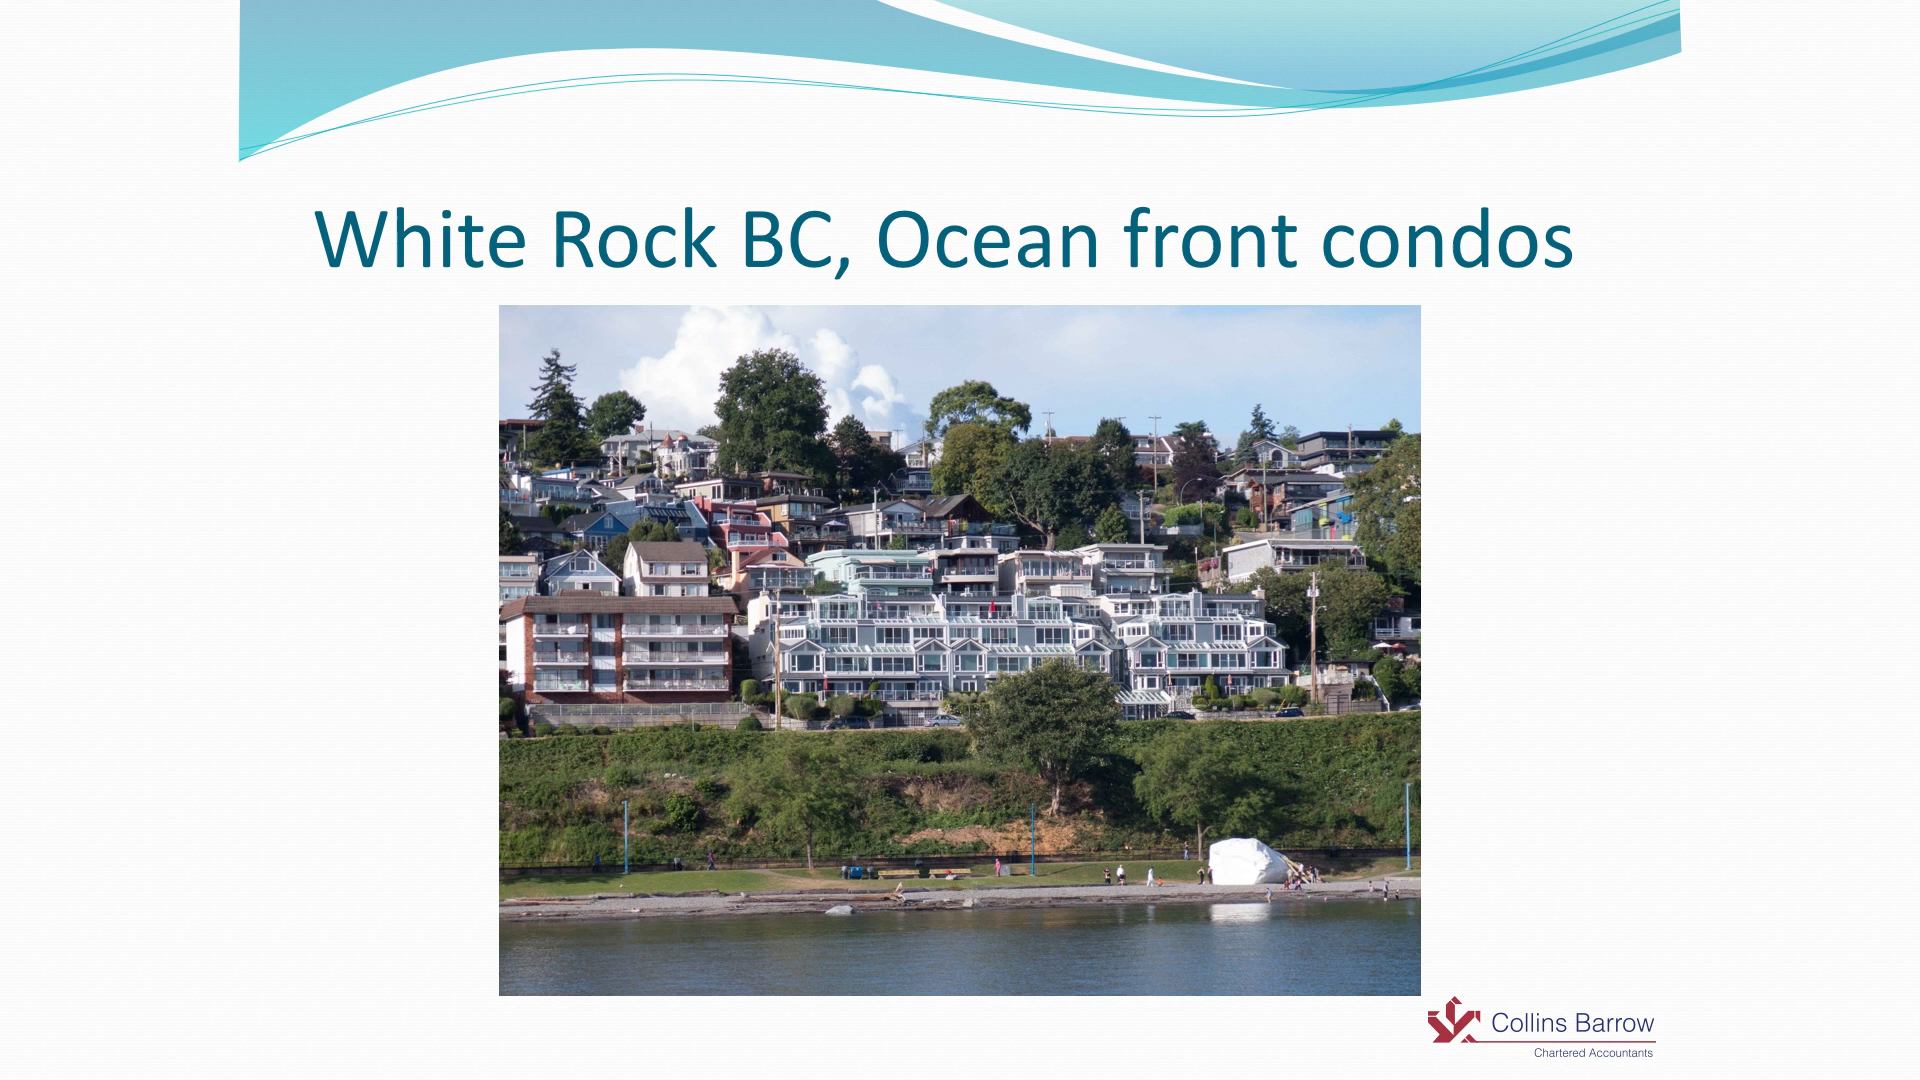 White Rock BC, Ocean front condos
Collins Barrow
Chartered Accountants